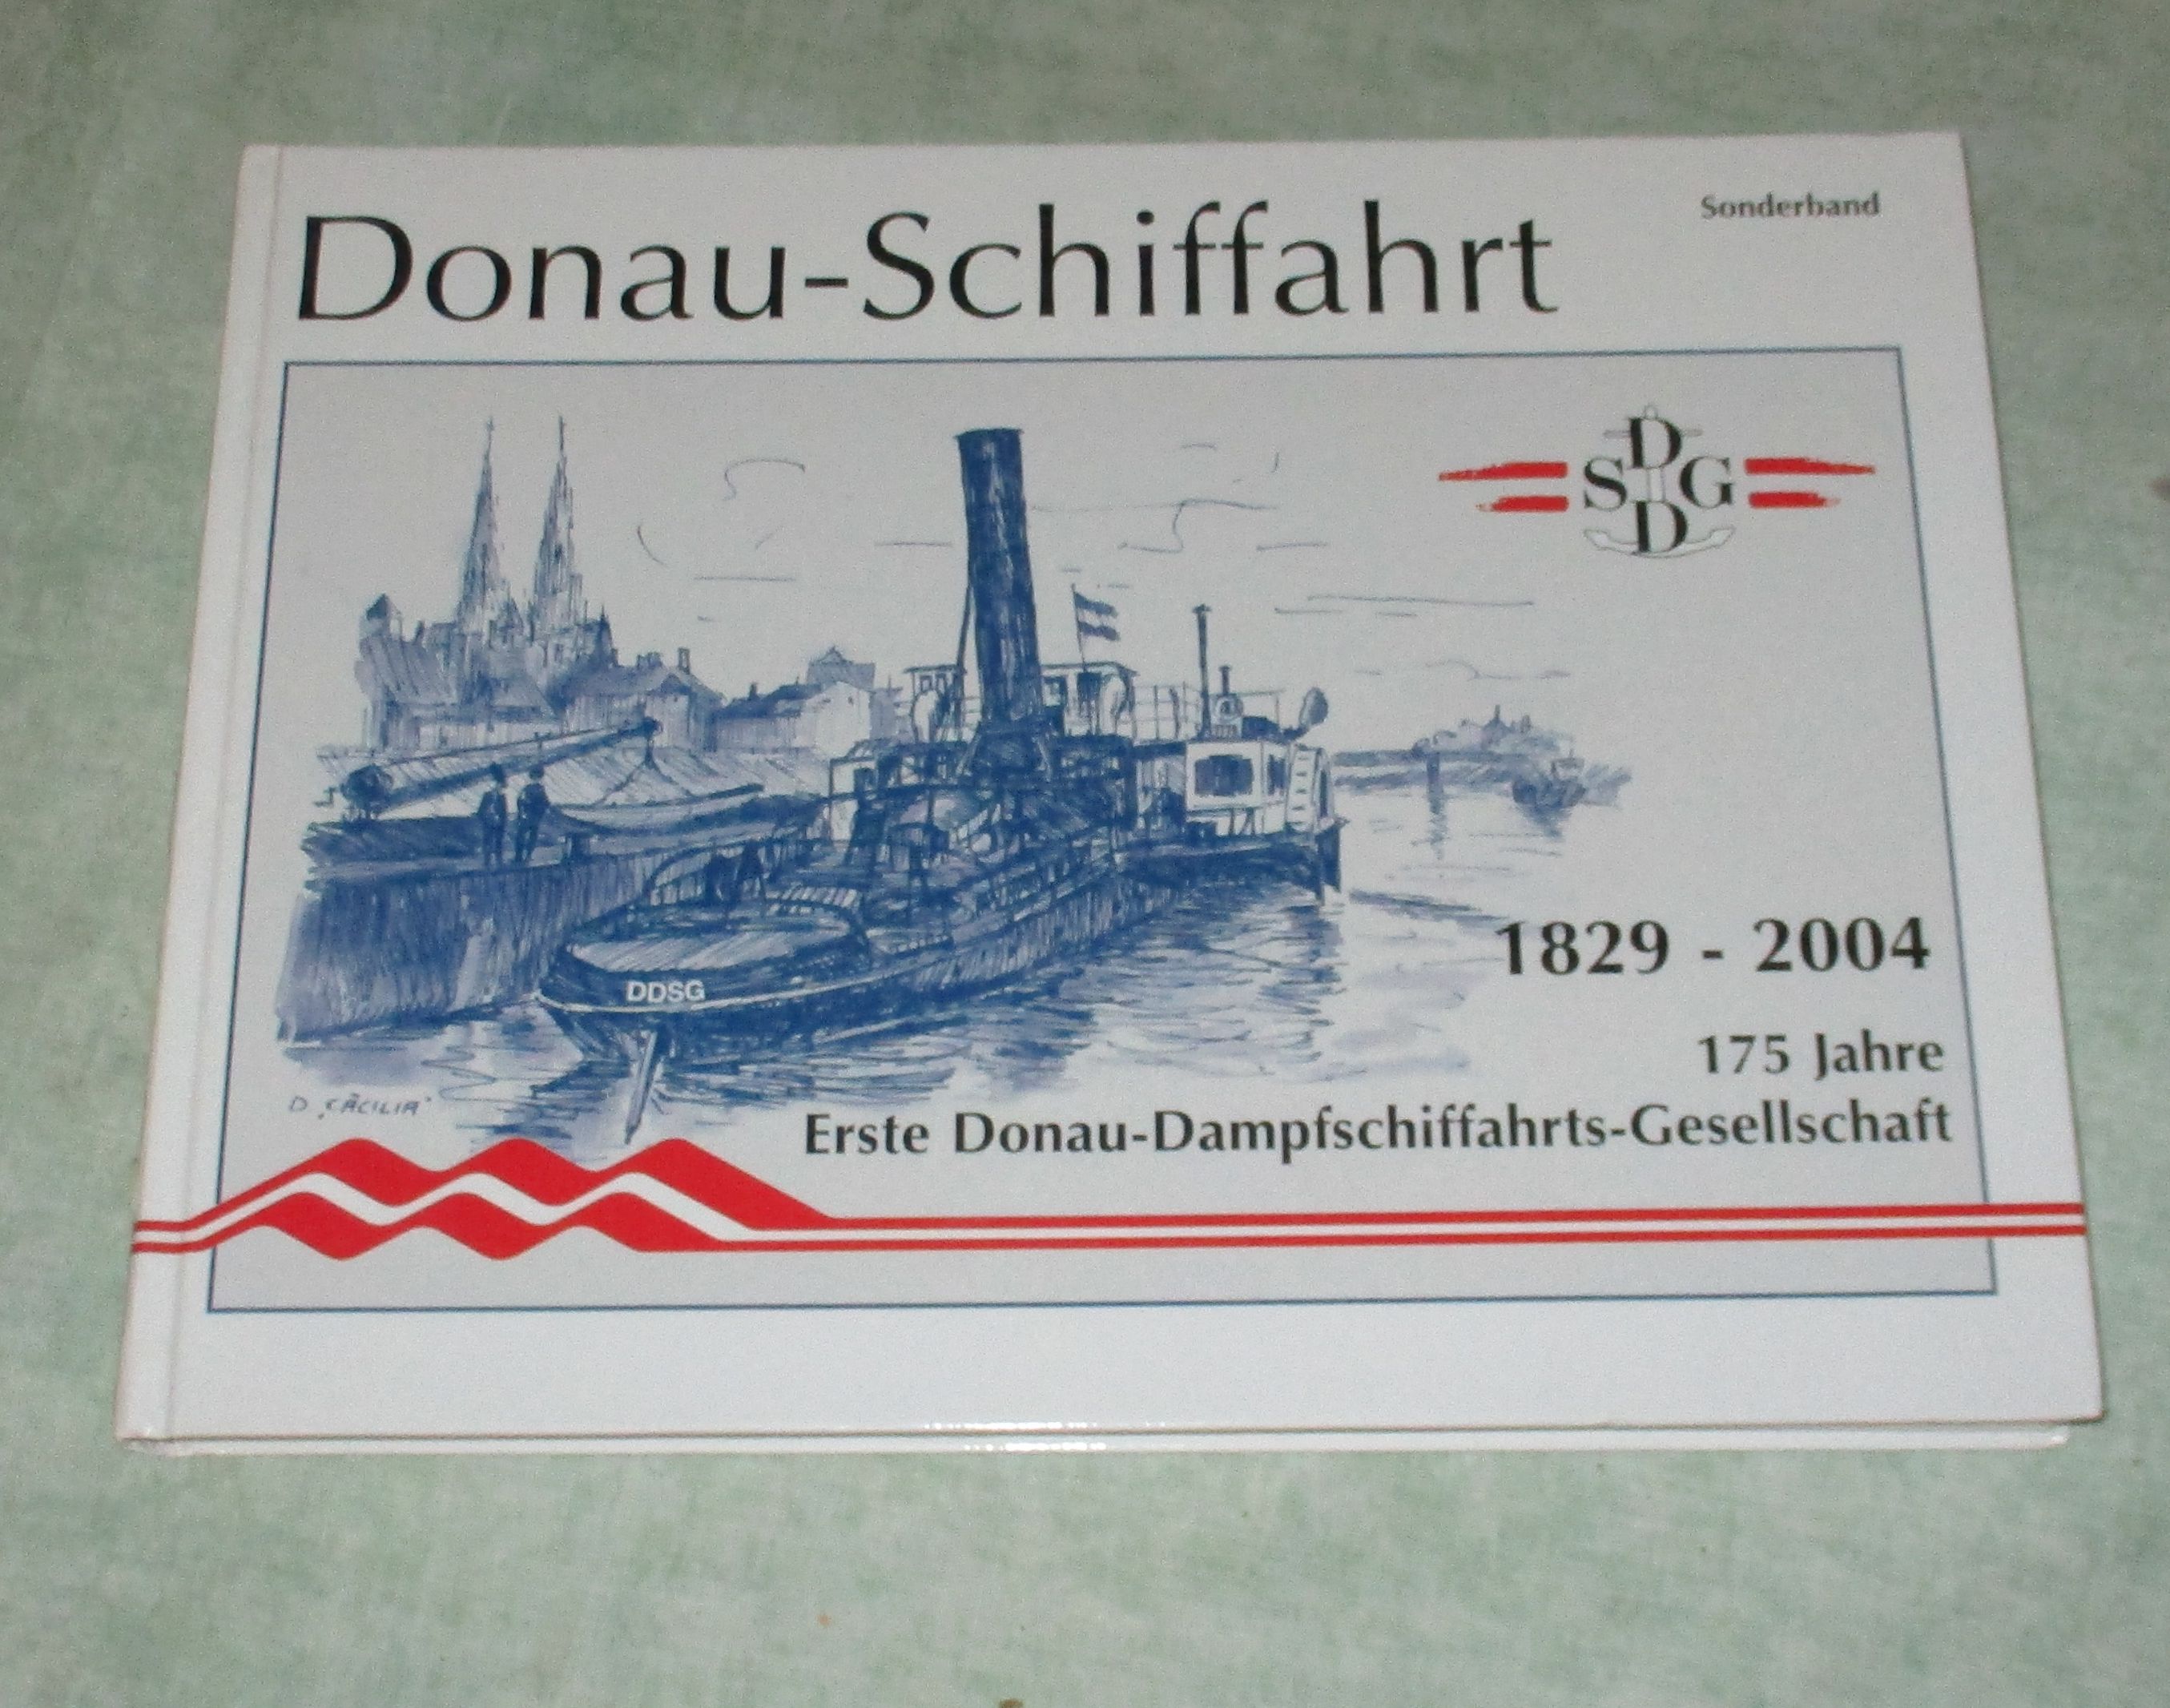 Donau-Schiffahrt
Sonderband
D
S G
D
DDSG
1829 - 2004
175 Jahre
Erste Donau-Dampfschiffahrts-Gesellschaft
D „CÄCILIA"